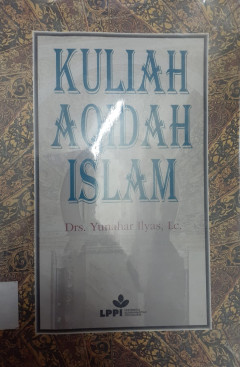 KULIAH
AQIDAH
ISLAM
Drs. Yunahar Ilyas, Lc.
LPPI